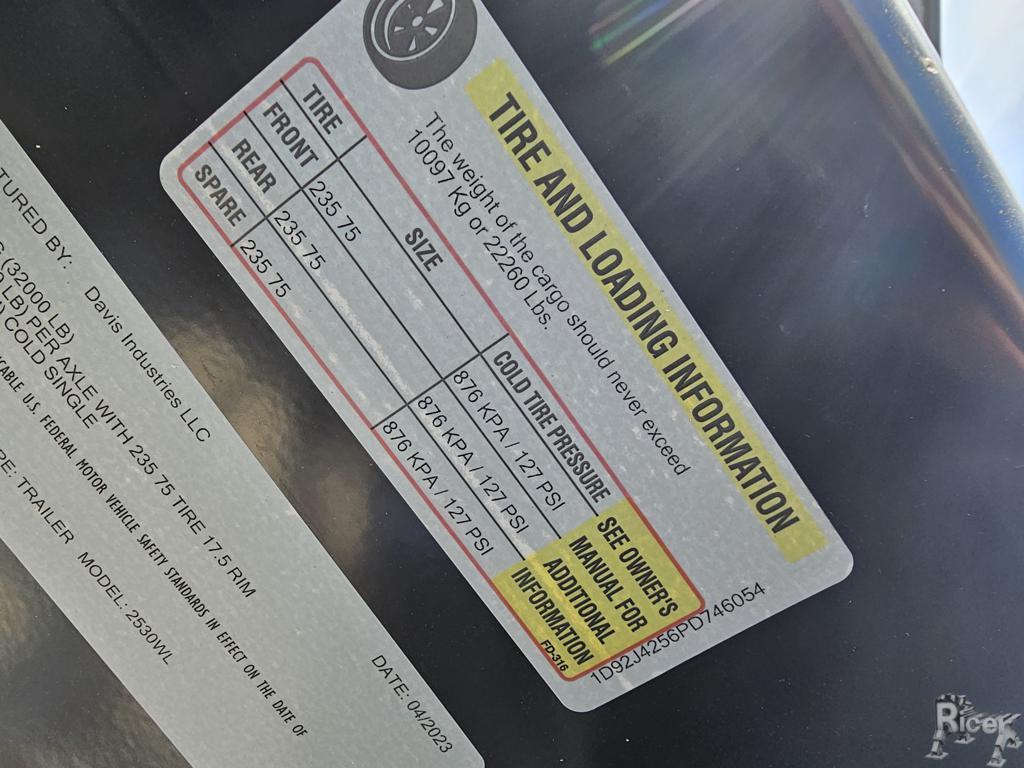 TIRE AND LOADING INFORMATION
The weight of the cargo should never exceed
10097 Kg or 22260 Lbs.
TIRE SIZE COLD TIRE PRESSURE
FRONT 235 75 876 KPA / 127 PSI
REAR 235 75 876 KPA / 127 PSI
SPARE 235 75 876 KPA / 127 PSI
SEE OWNER'S
MANUAL FOR
ADDITIONAL
INFORMATION
FD-316
1D92J4256PD746054
TURED BY: Davis Industries LLC
(32000 LB)
LB) PER AXLE WITH 235 75 TIRE 17.5 RIM
COLD SINGLE
U.S. FEDERAL MOTOR VEHICLE SAFETY STANDARDS IN EFFECT ON THE DATE OF
TRAILER MODEL: 2530WL DATE: 04/2023
Ricer